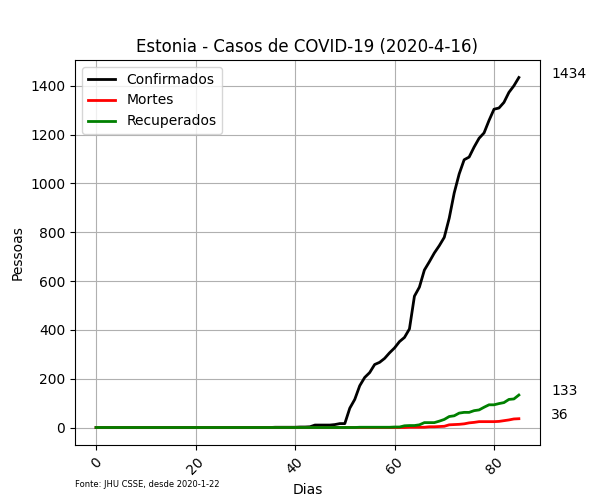 Estonia - Casos de COVID-19 (2020-4-16)
Confirmados
Mortes
Recuperados
1434
133
36
Pessoas
1400
1200
1000
800
600
400
200
0
0
20
40
60
80
Dias
Fonte: JHU CSSE, desde 2020-1-22